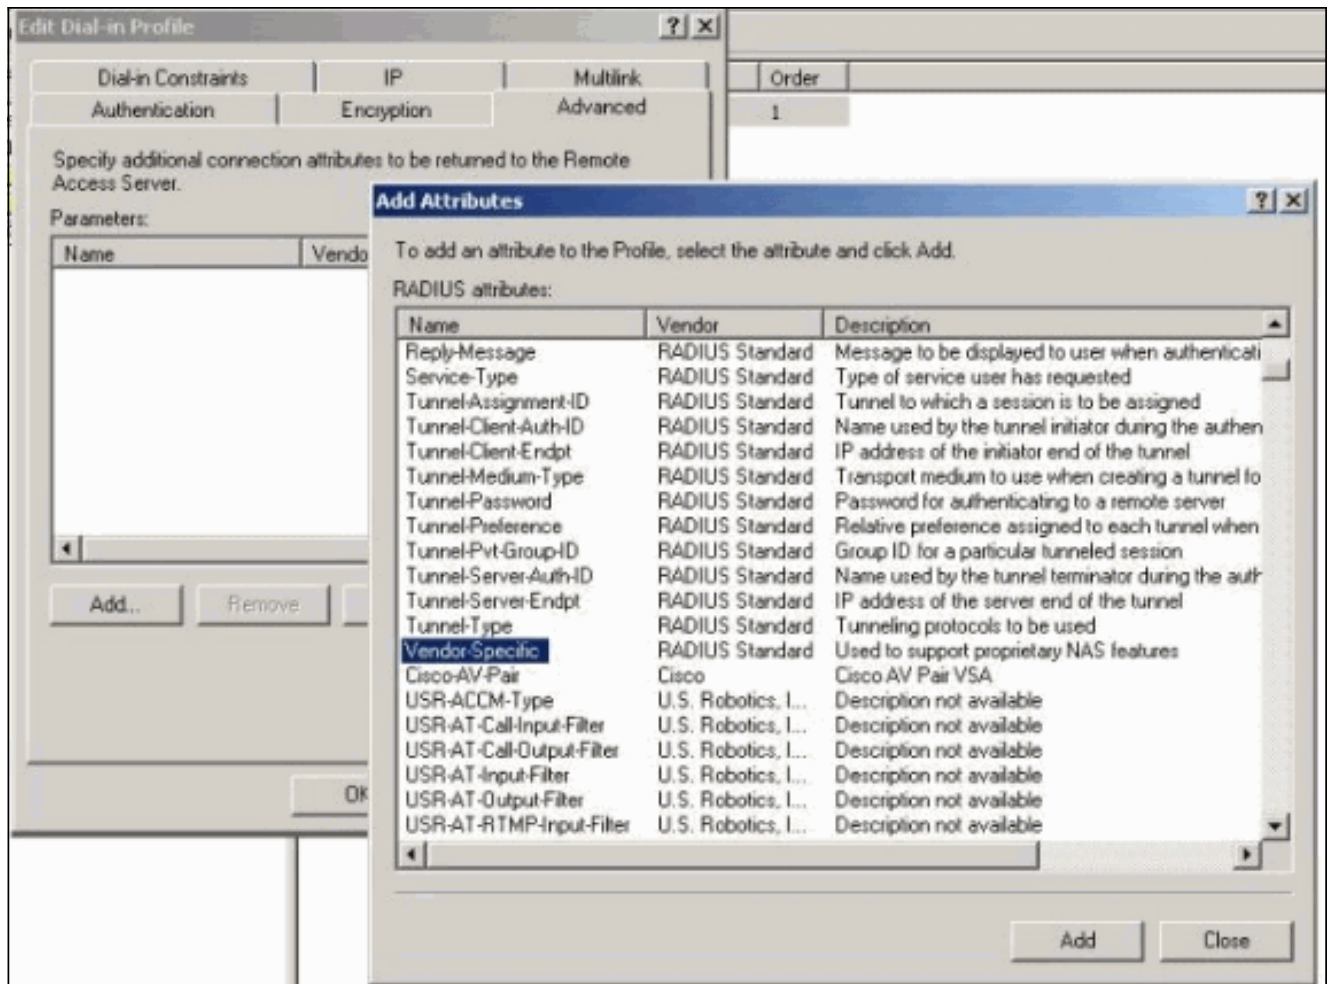 Edit Dial-in Profile
Dial-in Constraints IP Multilink
Authentication Encryption Advanced
Order
1
Specify additional connection attributes to be returned to the Remote
Access Server.
Parameters:
Name Vendo
Add... Remove
OK
Add Attributes
To add an attribute to the Profile, select the attribute and click Add.
RADIUS attributes:
Name Vendor Description
Reply-Message RADIUS Standard Message to be displayed to user when authenticati
Service-Type RADIUS Standard Type of service user has requested
Tunnel-Assignment-ID RADIUS Standard Tunnel to which a session is to be assigned
Tunnel-Client-Auth-ID RADIUS Standard Name used by the tunnel initiator during the authen
Tunnel-Client-Endpt RADIUS Standard IP address of the initiator end of the tunnel
Tunnel-Medium-Type RADIUS Standard Transport medium to use when creating a tunnel fo
Tunnel-Password RADIUS Standard Password for authenticating to a remote server
Tunnel-Preference RADIUS Standard Relative preference assigned to each tunnel when
Tunnel-Pvt-Group-ID RADIUS Standard Group ID for a particular tunneled session
Tunnel-Server-Auth-ID RADIUS Standard Name used by the tunnel terminator during the auth
Tunnel-Server-Endpt RADIUS Standard IP address of the server end of the tunnel
Tunnel-Type RADIUS Standard Tunneling protocols to be used
Vendor-Specific RADIUS Standard Used to support proprietary NAS features
Cisco-AV-Pair Cisco Cisco AV Pair VSA
USR-ACCM-Type U.S. Robotics, I... Description not available
USR-AT-Call-Input-Filter U.S. Robotics, I... Description not available
USR-AT-Call-Output-Filter U.S. Robotics, I... Description not available
USR-AT-Input-Filter U.S. Robotics, I... Description not available
USR-AT-Output-Filter U.S. Robotics, I... Description not available
USR-AT-RTMP-Input-Filter U.S. Robotics, I... Description not available
Add Close